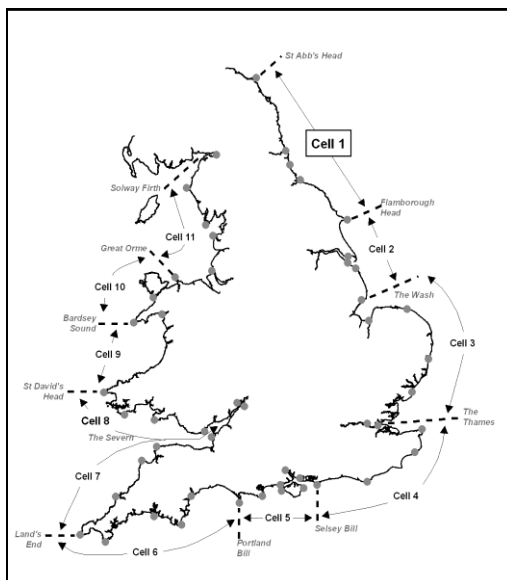 St Abb's Head
Cell 1
Solway Firth
Flamborough
Head
Cell 11
Cell 2
Great Orme
Cell 10
The Wash
Bardsey
Sound
Cell 9
Cell 3
St David's
Head
Cell 8
The Severn
The
Thames
Cell 7
Cell 4
Cell 5
Selsey Bill
Land's
End
Cell 6
Portland
Bill